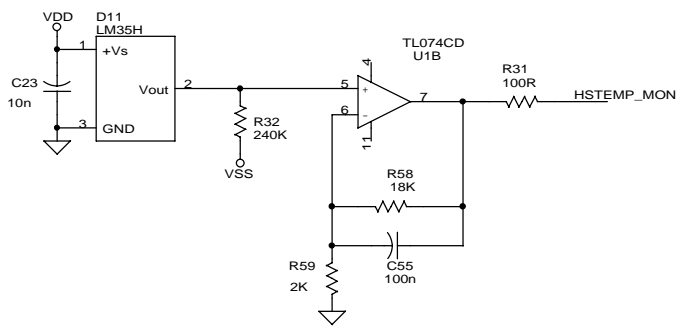 VDD
D11
LM35H
1
+Vs
C23
10n
Vout
2
3
GND
R32
240K
VSS
TL074CD
U1B
4
5
+
6
-
7
11
R31
100R
HSTEMP_MON
R58
18K
C55
100n
R59
2K